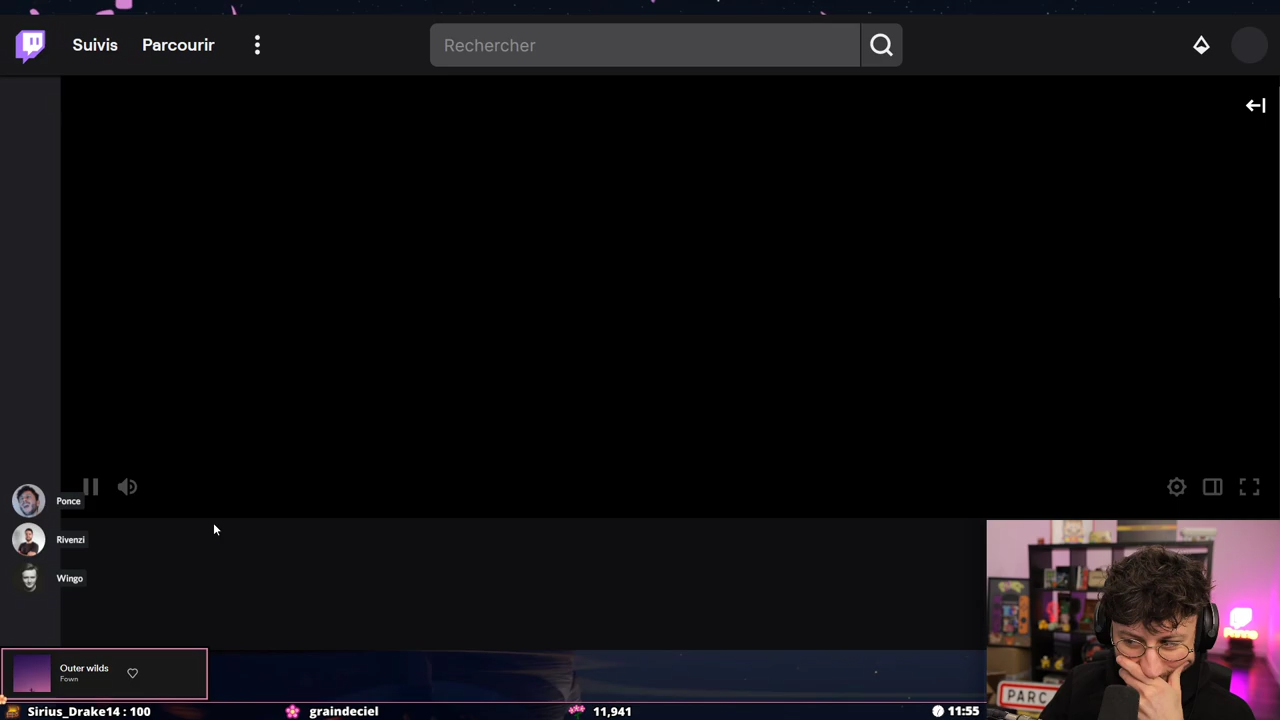 Suivis
Parcourir
Rechercher
Ponce
Rivenzi
Wingo
Outer wilds
Fown
Sirius_Drake14 : 100
graindeciel
11,941
11:55
PARC